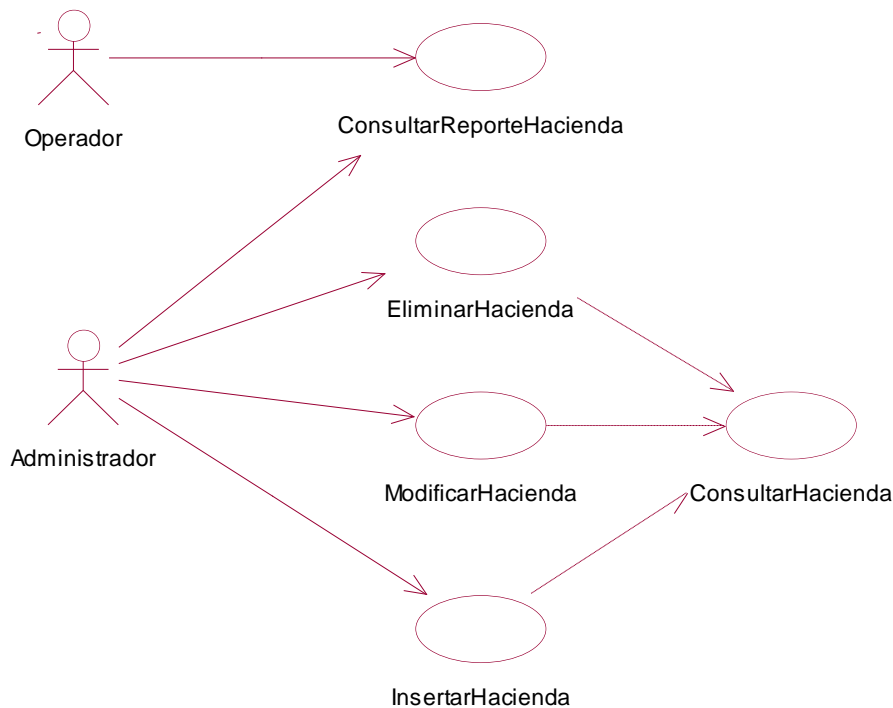 Operador
ConsultarReporteHacienda
EliminarHacienda
Administrador
ModificarHacienda
ConsultarHacienda
InsertarHacienda